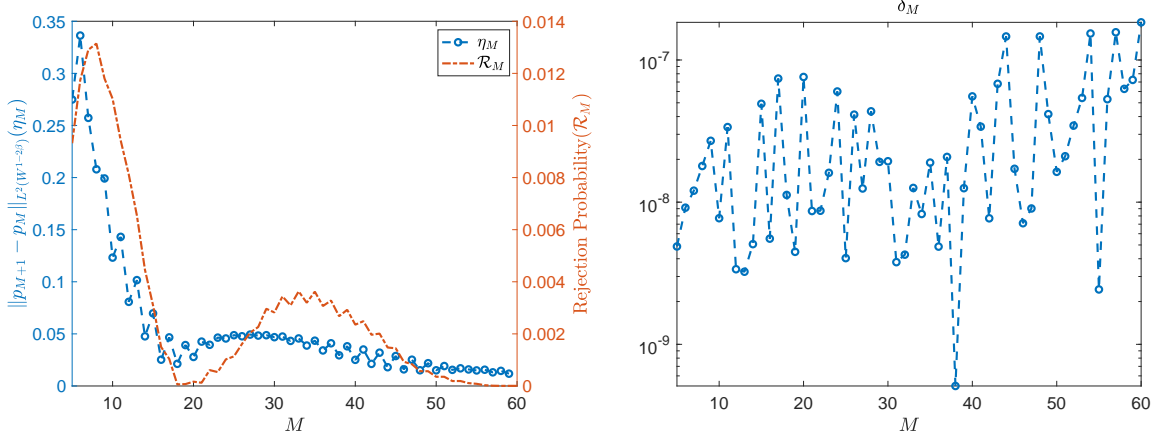 δ_M
0.35
0.3
0.25
0.2
0.15
0.1
0.05
0
||p_{M+1} − p_M||_{L^2(W^{1−2β})}(η_M)
η_M
ℛ_M
0.014
0.012
0.01
0.008
0.006
0.004
0.002
0
Rejection Probability(ℛ_M)
10 20 30 40 50 60
M
10^{-7}
10^{-8}
10^{-9}
10 20 30 40 50 60
M